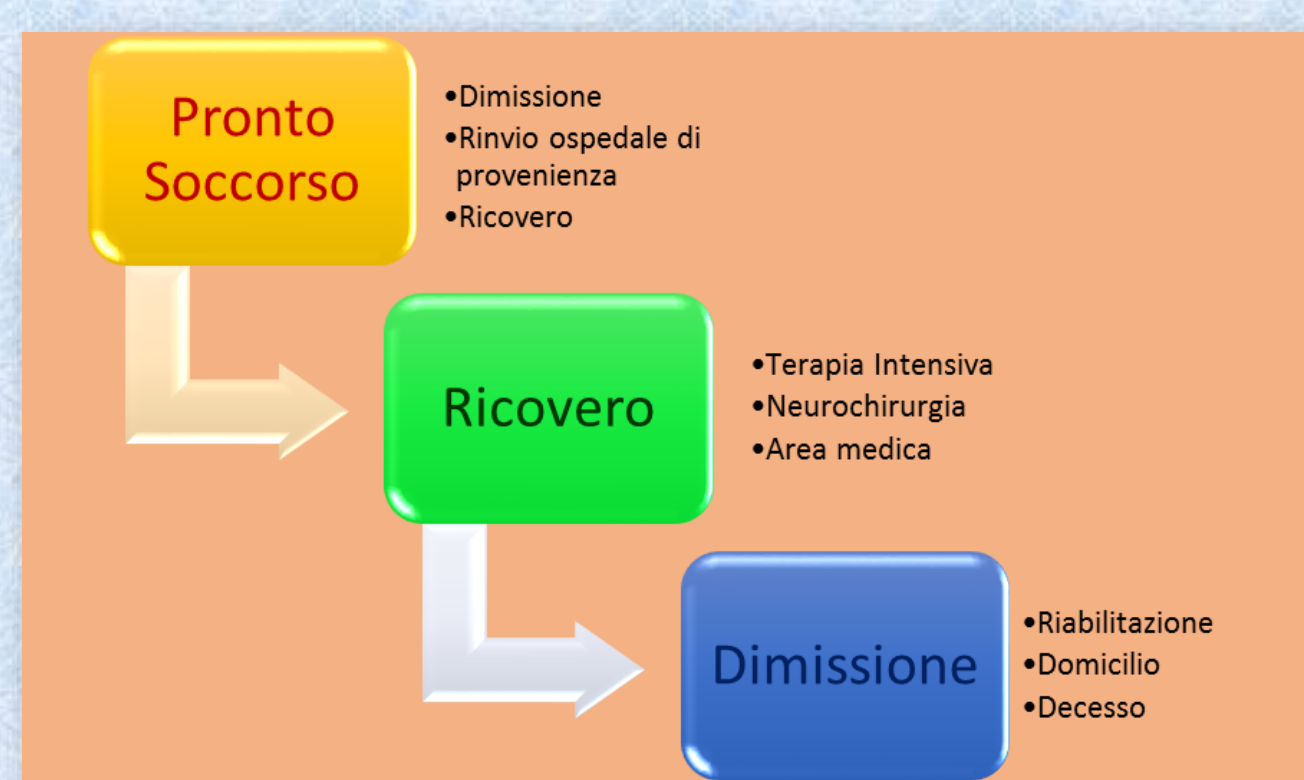 Pronto
Soccorso
•Dimissione
•Rinvio ospedale di
provenienza
•Ricovero
Ricovero
•Terapia Intensiva
•Neurochirurgia
•Area medica
Dimissione
•Riabilitazione
•Domicilio
•Decesso